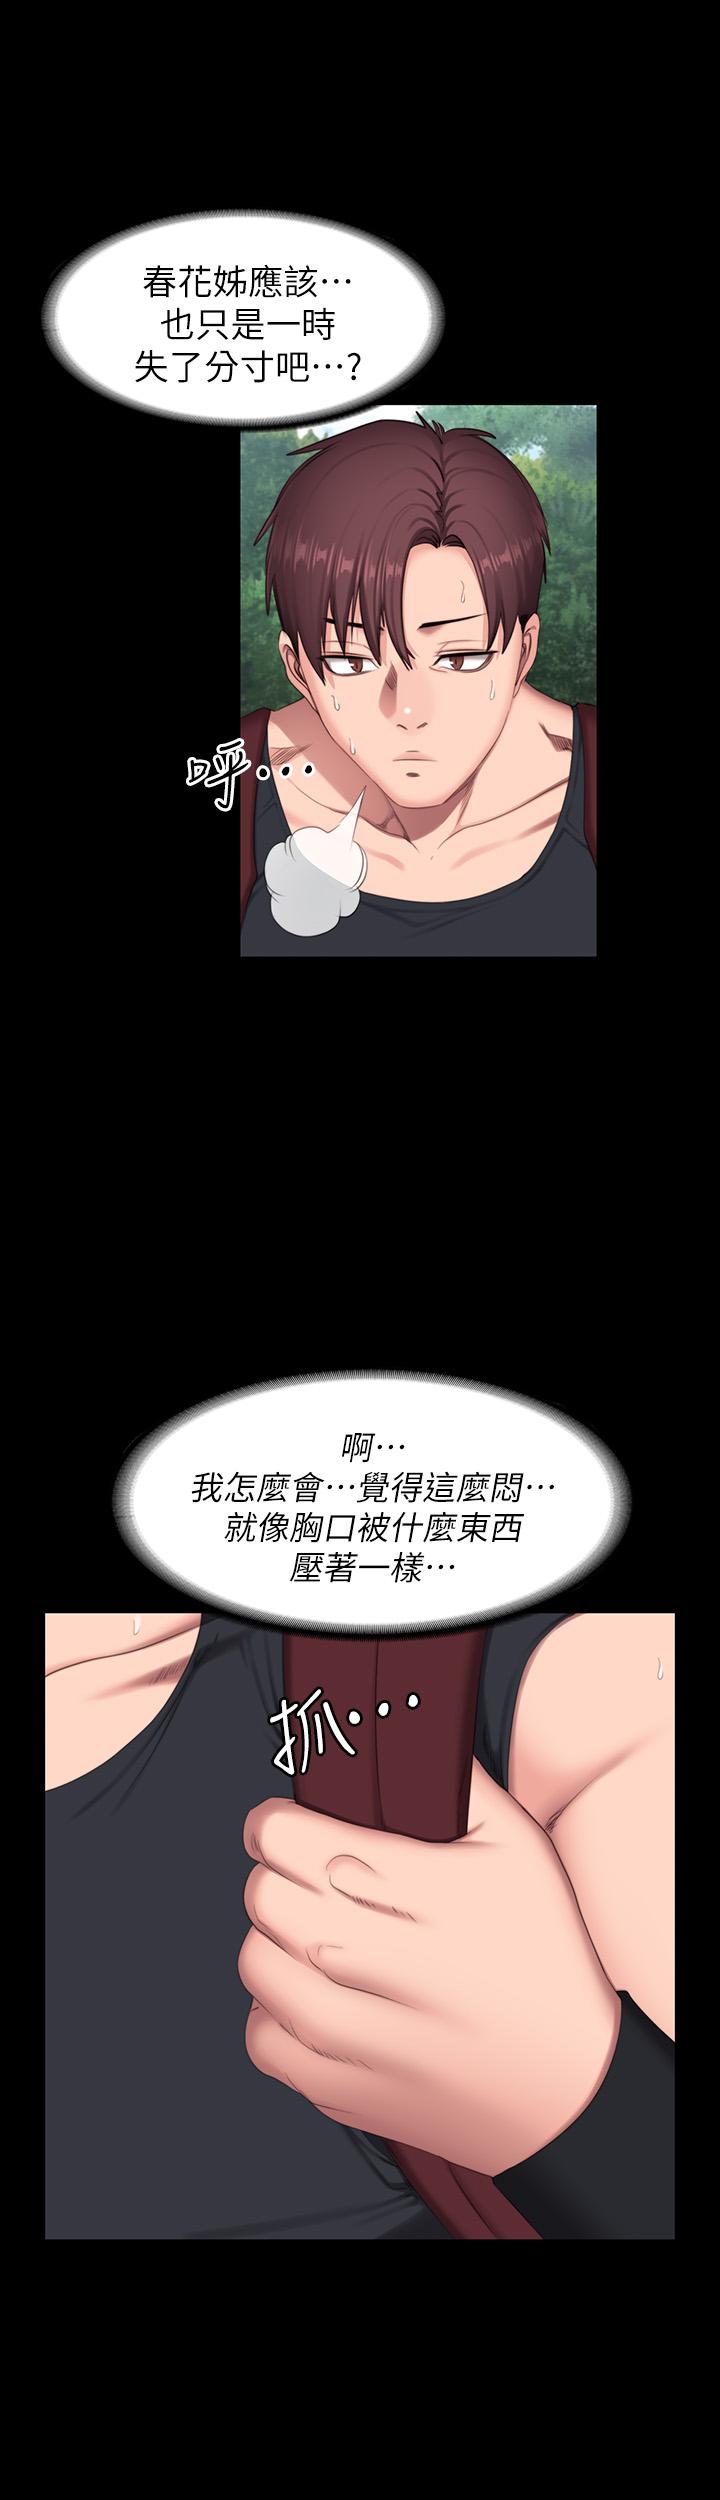 春花姊應該⋯
也只是一時
失了分寸吧⋯?
呼⋯
啊⋯
我怎麼會⋯覺得這麼悶⋯
就像胸口被什麼東西
壓著一樣⋯
抓⋯